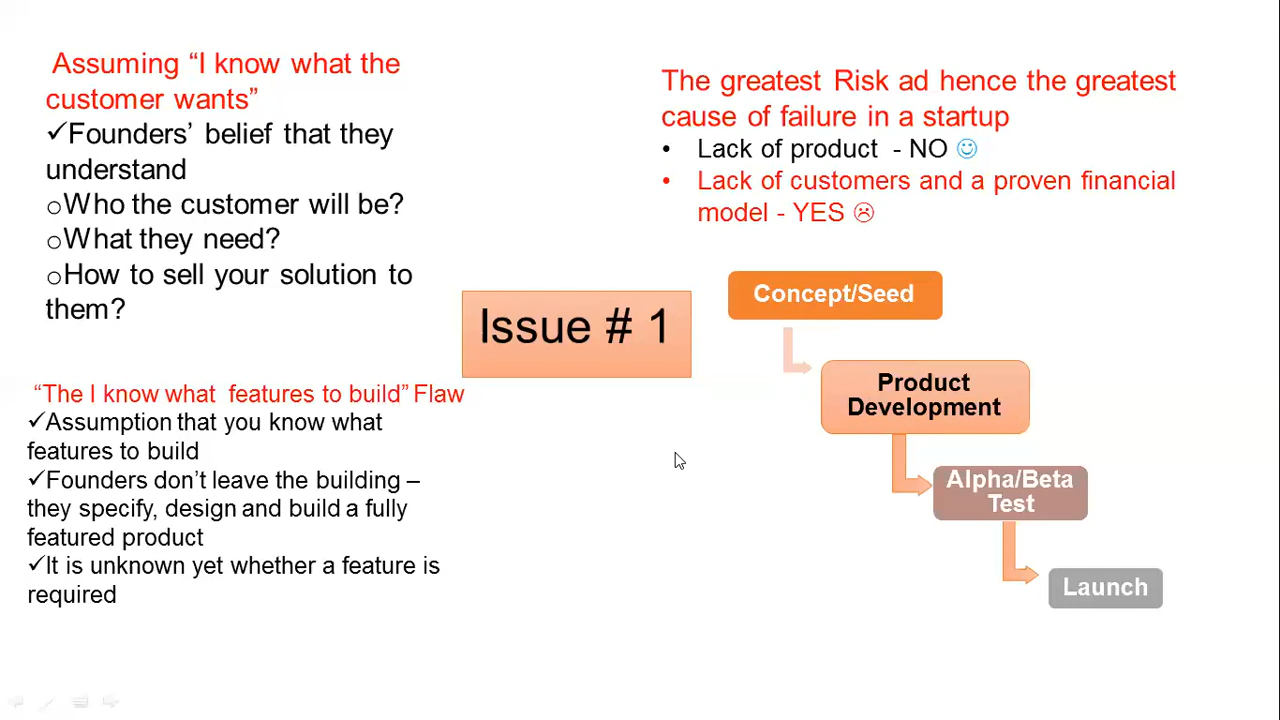 Assuming “I know what the
customer wants”
✓Founders’ belief that they
understand
oWho the customer will be?
oWhat they need?
oHow to sell your solution to
them?
“The I know what features to build” Flaw
✓Assumption that you know what
features to build
✓Founders don’t leave the building –
they specify, design and build a fully
featured product
✓It is unknown yet whether a feature is
required
Issue # 1
The greatest Risk ad hence the greatest
cause of failure in a startup
• Lack of product - NO ☺
• Lack of customers and a proven financial
model - YES ☹
Concept/Seed
Product
Development
Alpha/Beta
Test
Launch